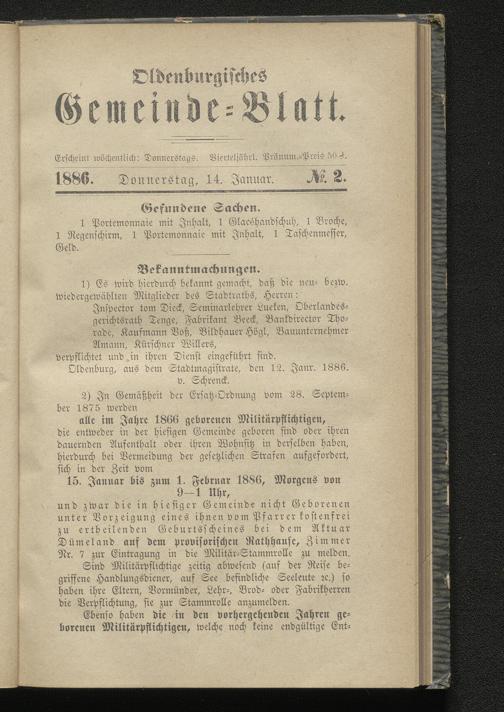 Oldenburgisches
Gemeinde-Blatt.
Erscheint wöchentlich: Donnerstags. Vierteljährl. Pränum.-Preis 50 ₰.
1886. Donnerstag, 14. Januar. № 2.
Gefundene Sachen.
1 Portemonnaie mit Inhalt, 1 Glacehandschuh, 1 Broche,
1 Regenschirm, 1 Portemonnaie mit Inhalt, 1 Taschenmesser,
Geld.
Bekanntmachungen.
1) Es wird hierdurch bekannt gemacht, daß die neu- bezw.
wiedergewählten Mitglieder des Stadtraths, Herren:
Inspector tom Dieck, Seminarlehrer Lueken, Oberlandes-
gerichtsrath Tenge, Fabrikant Beeck, Bankdirector Tho-
rade, Kaufmann Voß, Bildhauer Högl, Bauunternehmer
Amann, Kürschner Willers,
verpflichtet und in ihren Dienst eingeführt sind.
Oldenburg, aus dem Stadtmagistrate, den 12. Janr. 1886.
v. Schrenck.
2) In Gemäßheit der Ersatz-Ordnung vom 28. Septem-
ber 1875 werden
alle im Jahre 1866 geborenen Militärpflichtigen,
die entweder in der hiesigen Gemeinde geboren sind oder ihren
dauernden Aufenthalt oder ihren Wohnsitz in derselben haben,
hierdurch bei Vermeidung der gesetzlichen Strafen aufgefordert,
sich in der Zeit vom
15. Januar bis zum 1. Februar 1886, Morgens von
9—1 Uhr,
und zwar die in hiesiger Gemeinde nicht Geborenen
unter Vorzeigung eines ihnen vom Pfarrer kostenfrei
zu ertheilenden Geburtsscheines bei dem Aktuar
Dümeland auf dem provisorischen Rathhause, Zimmer
Nr. 7 zur Eintragung in die Militär-Stammrolle zu melden.
Sind Militärpflichtige zeitig abwesend (auf der Reise be-
griffene Handlungsdiener, auf See befindliche Seeleute ꝛc.) so
haben ihre Eltern, Vormünder, Lehr-, Brod- oder Fabrikherren
die Verpflichtung, sie zur Stammrolle anzumelden.
Ebenso haben die in den vorhergehenden Jahren ge-
borenen Militärpflichtigen, welche noch keine endgültige Ent-